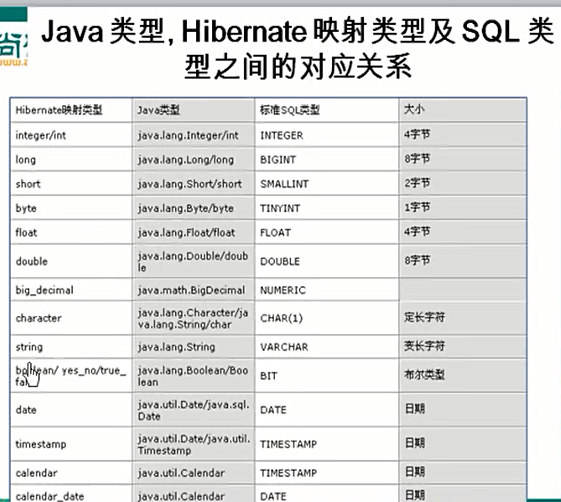 尚
www.a
Java 类型, Hibernate 映射类型及 SQL 类
型之间的对应关系
Hibernate映射类型 Java类型 标准SQL类型 大小
integer/int java.lang.Integer/int INTEGER 4字节
long java.lang.Long/long BIGINT 8字节
short java.lang.Short/short SMALLINT 2字节
byte java.lang.Byte/byte TINYINT 1字节
float java.lang.Float/float FLOAT 4字节
double java.lang.Double/doub
le DOUBLE 8字节
big_decimal java.math.BigDecimal NUMERIC
character java.lang.Character/ja
va.lang.String/char CHAR(1) 定长字符
string java.lang.String VARCHAR 变长字符
boolean/ yes_no/true_ java.lang.Boolean/Boo
lean BIT 布尔类型
date java.util.Date/java.sql.
Date DATE 日期
timestamp java.util.Date/java.util.
Timestamp TIMESTAMP 日期
calendar java.util.Calendar TIMESTAMP 日期
calendar_date java.util.Calendar DATE 日期